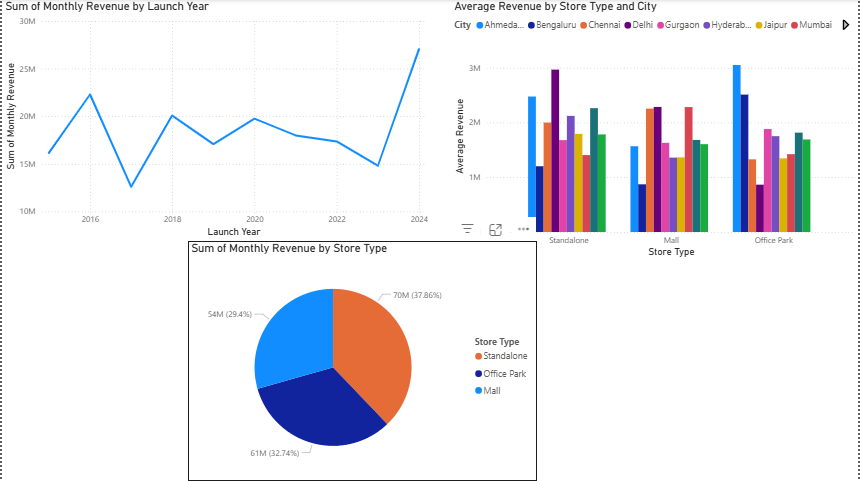 Sum of Monthly Revenue by Launch Year
30M
25M
20M
15M
10M
Sum of Monthly Revenue
2016 2018 2020 2022 2024
Launch Year
Average Revenue by Store Type and City
City Ahmeda... Bengaluru Chennai Delhi Gurgaon Hyderab... Jaipur Mumbai
3M
2M
1M
Average Revenue
Standalone Mall Office Park
Store Type
Sum of Monthly Revenue by Store Type
70M (37.86%)
54M (29.4%)
61M (32.74%)
Store Type
Standalone
Office Park
Mall